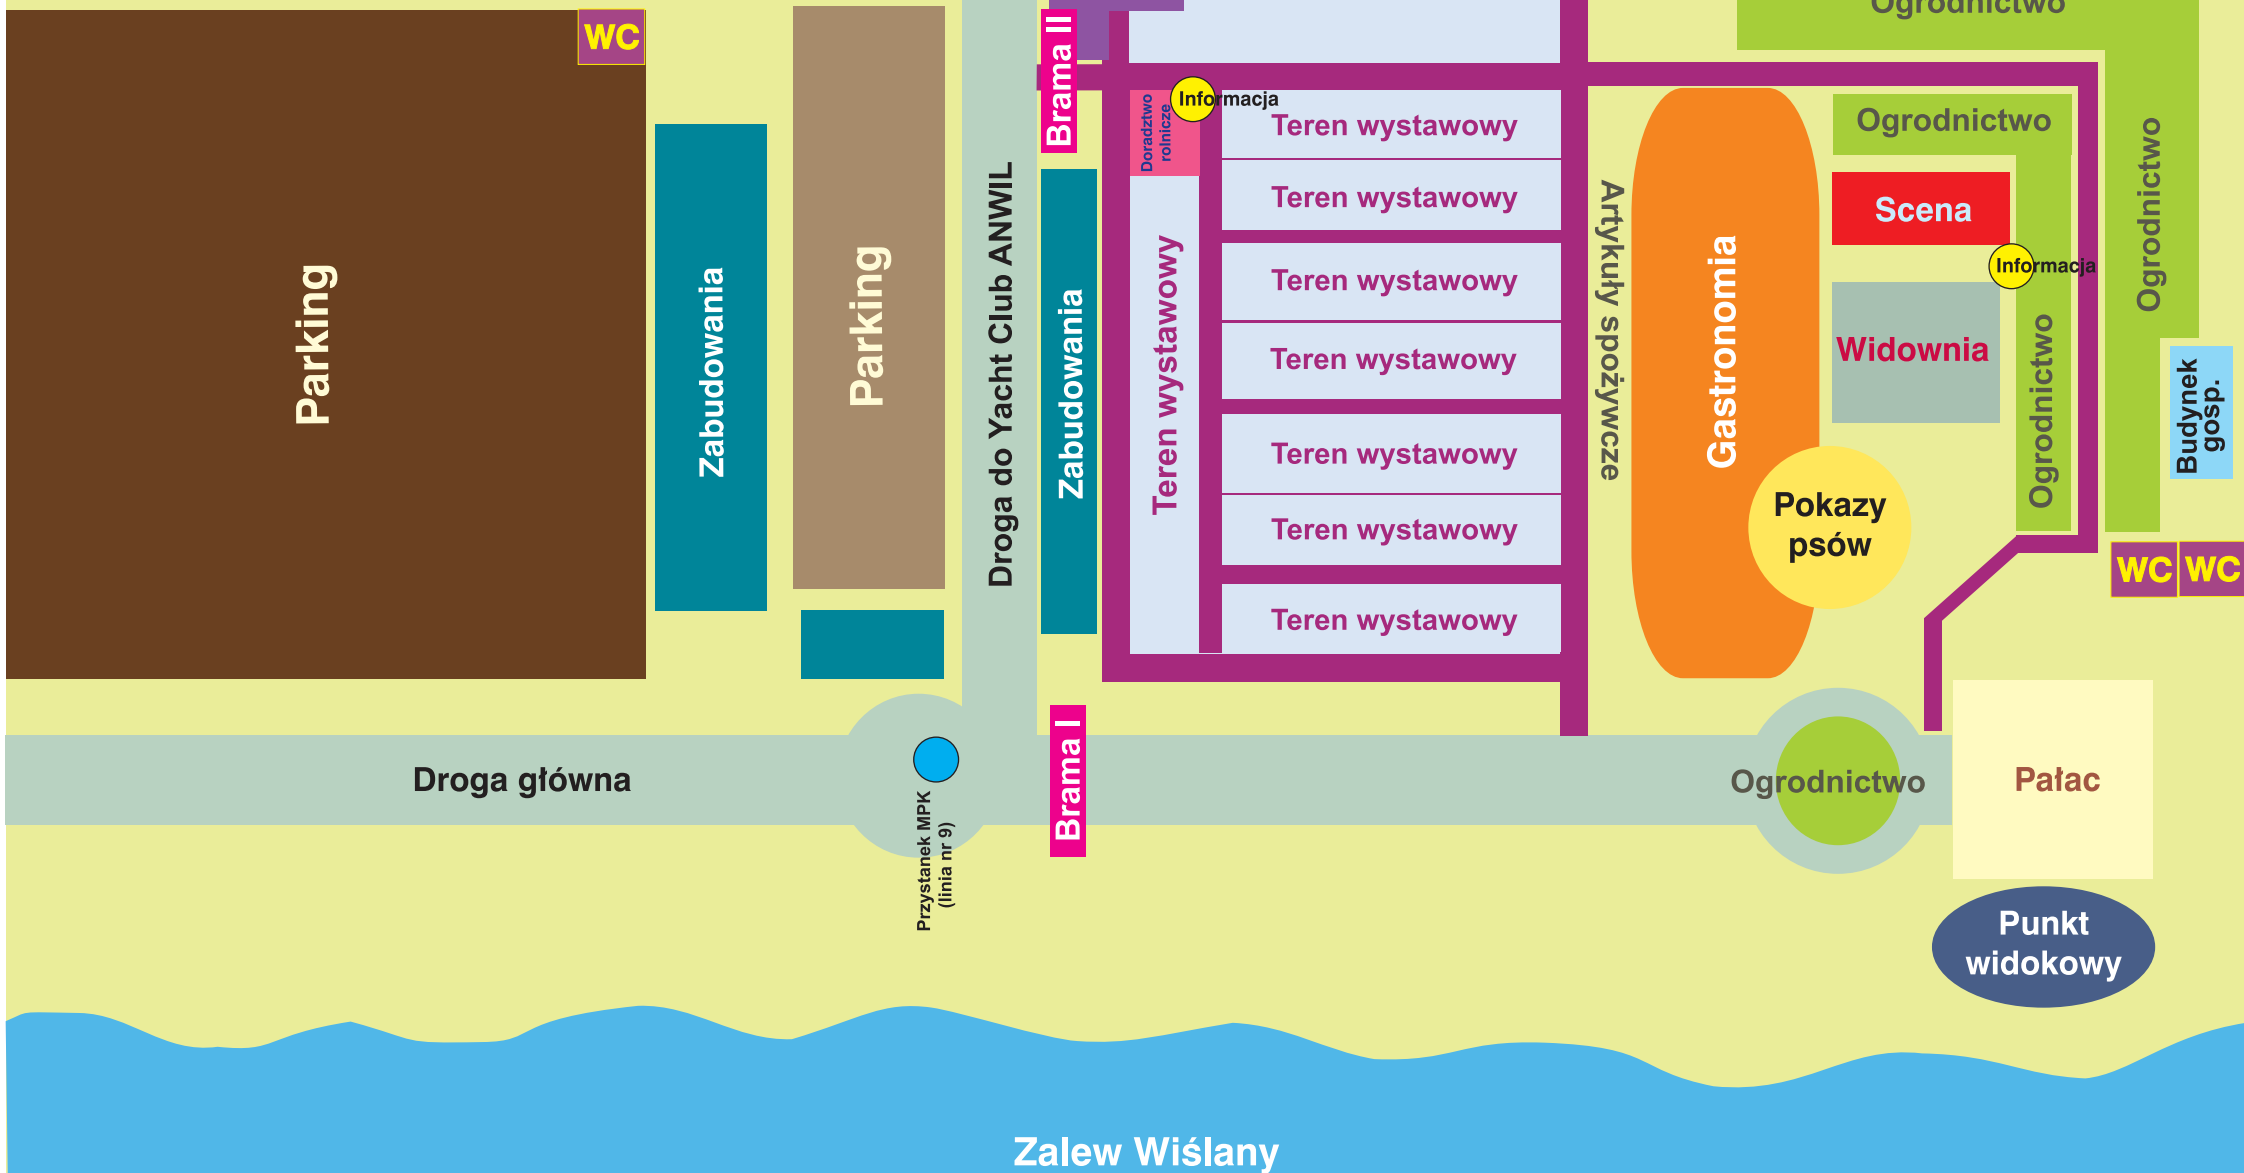 Ogrodnictwo
WC
Brama II
Informacja
Doradztwo
rolnicze
Teren wystawowy
Ogrodnictwo
Teren wystawowy
Scena
Ogrodnictwo
Informacja
Parking
Zabudowania
Parking
Droga do Yacht Club ANWIL
Zabudowania
Teren wystawowy
Teren wystawowy
Teren wystawowy
Artykuły spożywcze
Gastronomia
Widownia
Ogrodnictwo
Budynek
gosp.
Teren wystawowy
Pokazy
psów
Teren wystawowy
WC
WC
Teren wystawowy
Droga główna
Przystanek MPK
(linia nr 9)
Brama I
Ogrodnictwo
Pałac
Punkt
widokowy
Zalew Wiślany